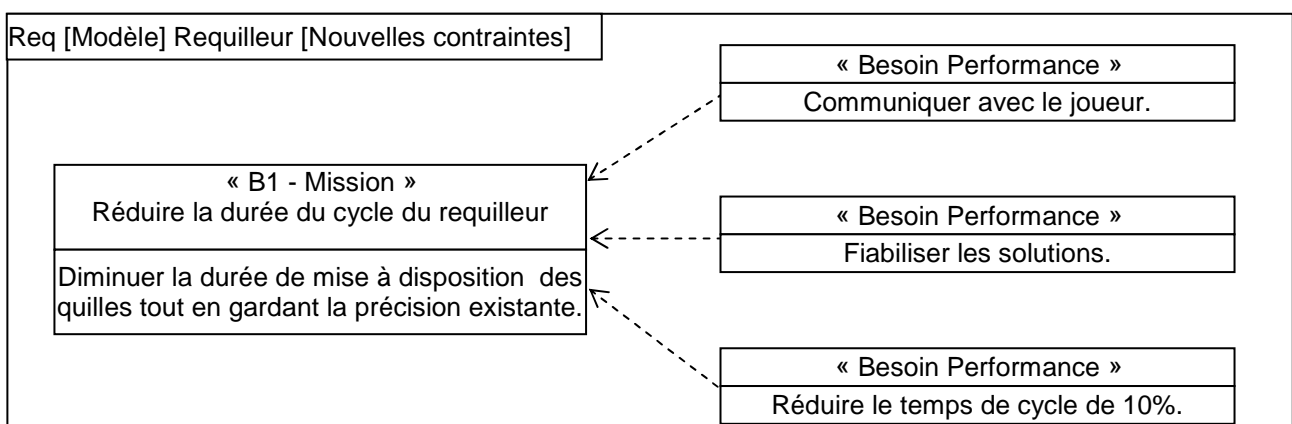 Req [Modèle] Requilleur [Nouvelles contraintes]
« Besoin Performance »
Communiquer avec le joueur.
« B1 - Mission »
Réduire la durée du cycle du requilleur
Diminuer la durée de mise à disposition des
quilles tout en gardant la précision existante.
« Besoin Performance »
Fiabiliser les solutions.
« Besoin Performance »
Réduire le temps de cycle de 10%.